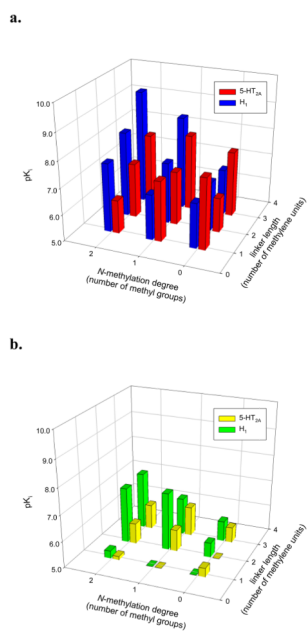 a.
5-HT2A
H1
10.0
9.0
8.0
7.0
6.0
5.0
pKi
2
1
0
N-methylation degree
(number of methyl groups)
0
1
2
3
4
linker length
(number of methylene units)
b.
5-HT2A
H1
10.0
9.0
8.0
7.0
6.0
5.0
pKi
2
1
0
N-methylation degree
(number of methyl groups)
0
1
2
3
4
linker length
(number of methylene units)